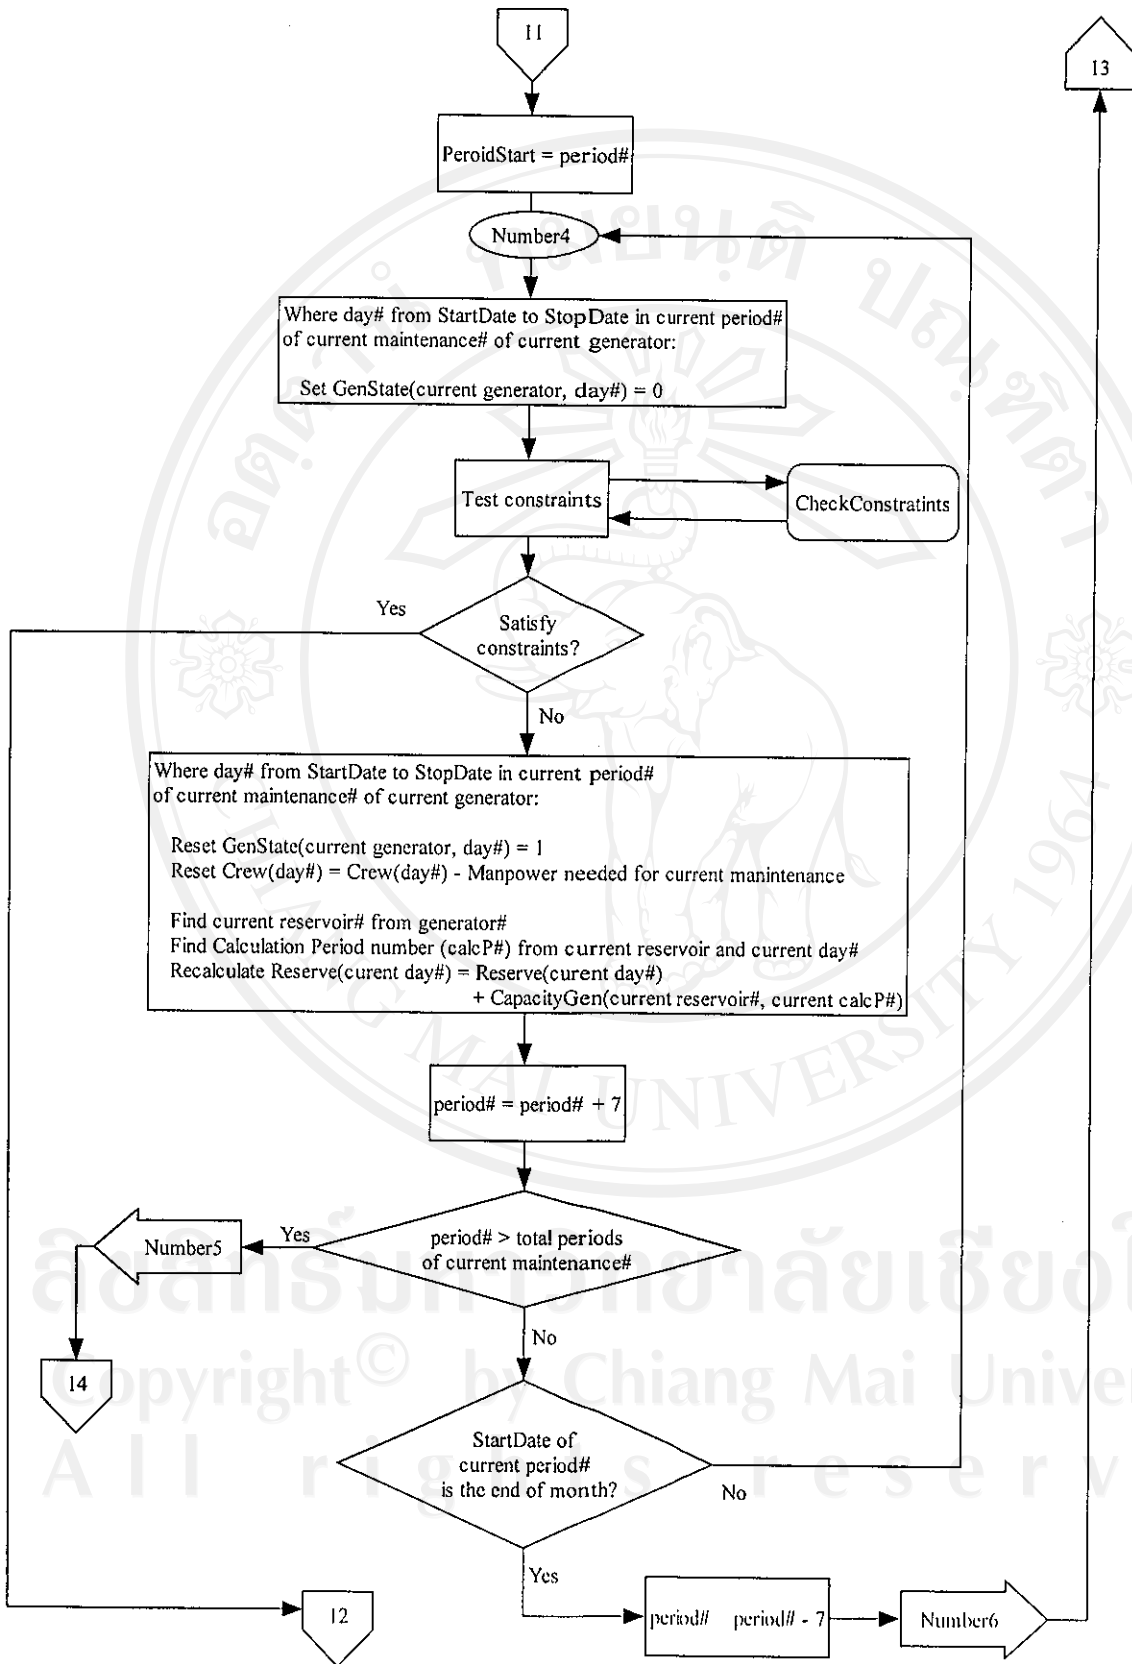 11
13
PeroidStart = period#
Number4
Where day# from StartDate to StopDate in current period#
of current maintenance# of current generator:
Set GenState(current generator, day#) = 0
Test constraints
CheckConstratints
Yes
Satisfy
constraints?
No
Where day# from StartDate to StopDate in current period#
of current maintenance# of current generator:
Reset GenState(current generator, day#) = 1
Reset Crew(day#) = Crew(day#) - Manpower needed for current manintenance
Find current reservoir# from generator#
Find Calculation Period number (calcP#) from current reservoir and current day#
Recalculate Reserve(curent day#) = Reserve(curent day#)
+ CapacityGen(current reservoir#, current calcP#)
period# = period# + 7
Number5
Yes
period# > total periods
of current maintenance#
No
14
StartDate of
current period#
is the end of month?
No
Yes
12
period# period# - 7
Number6
CHIANG MAI UNIVERSITY 1964
Copyright© by Chiang Mai Univer
All rights reserv